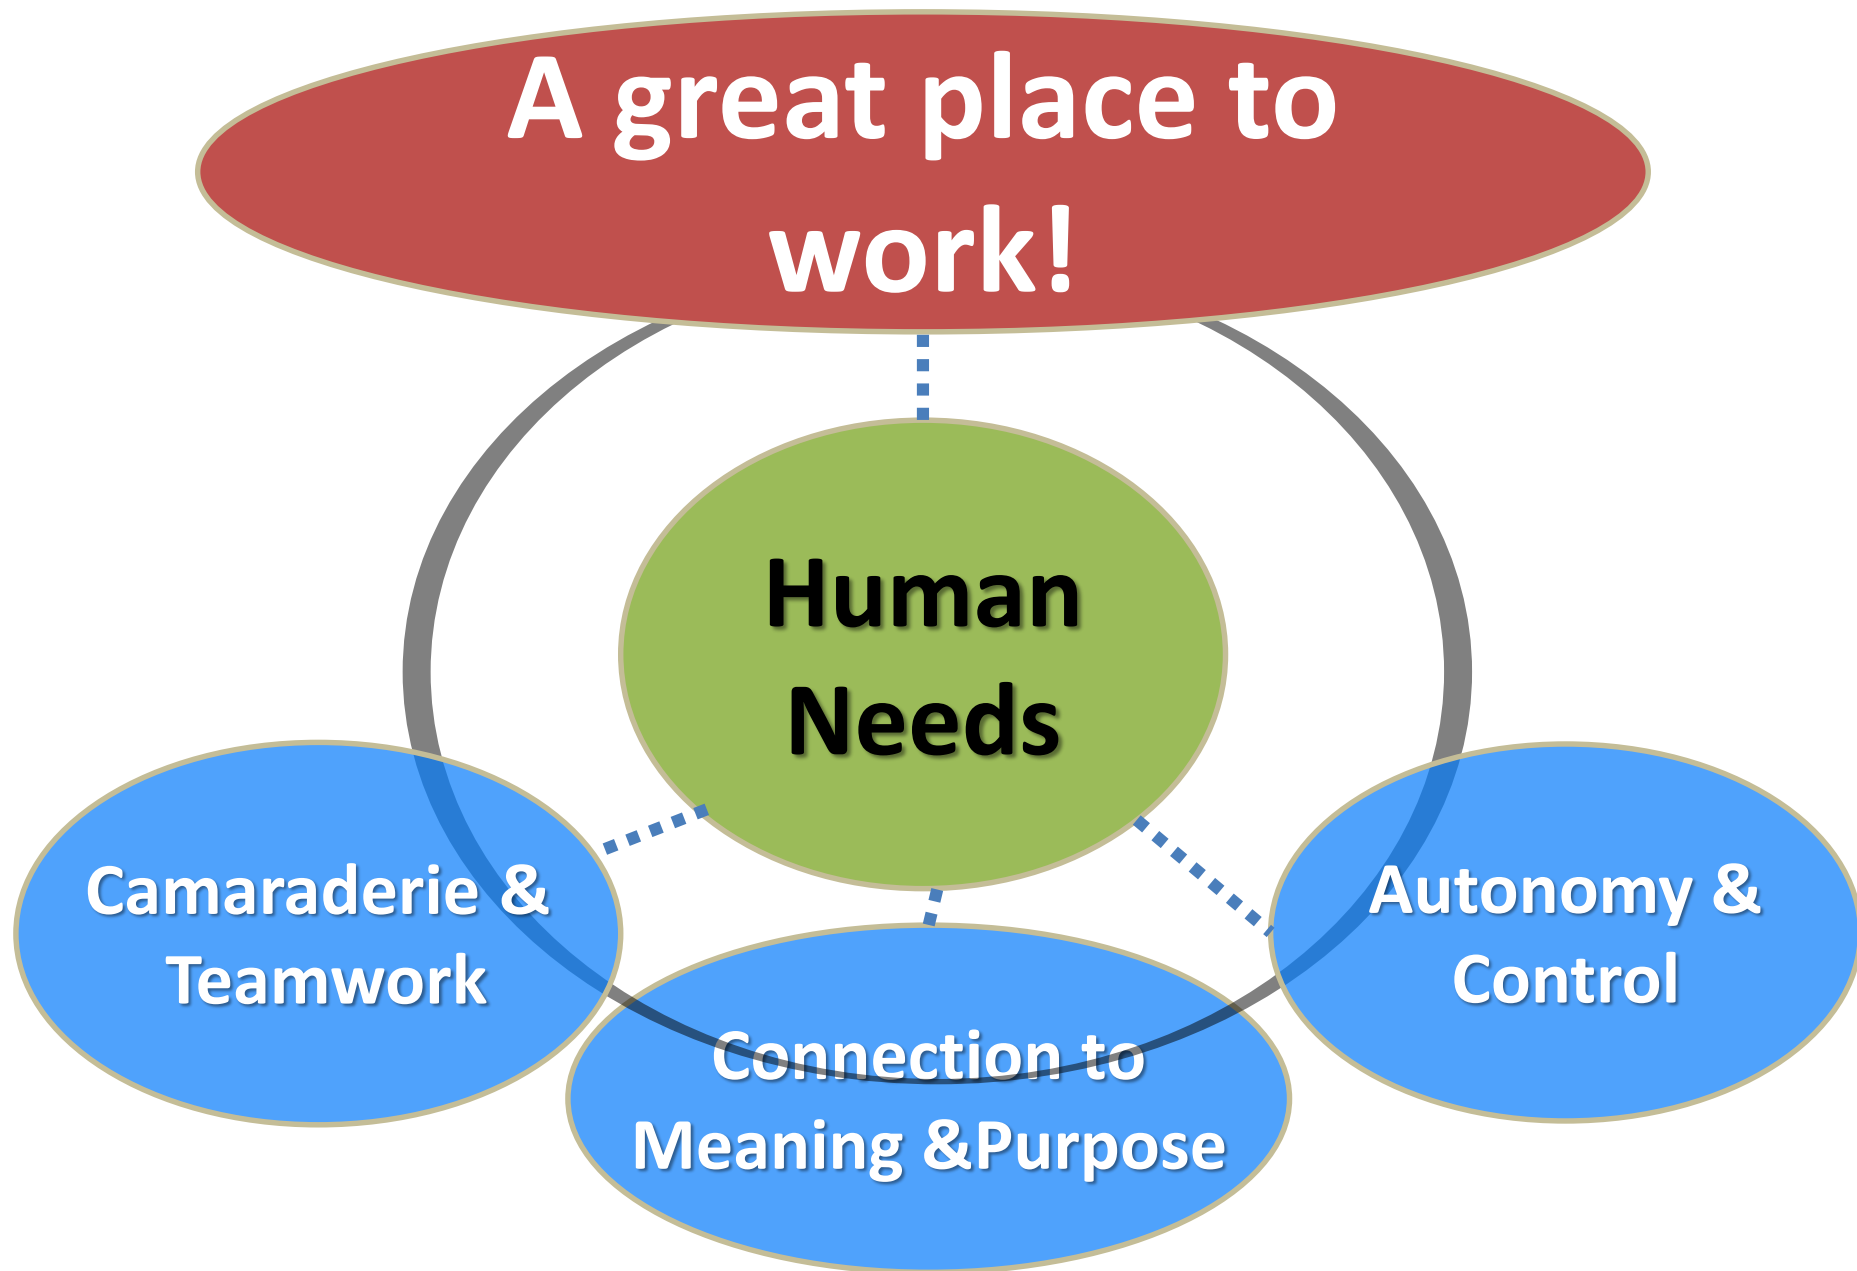 A great place to
work!
Human
Needs
Camaraderie &
Teamwork
Connection to
Meaning &Purpose
Autonomy &
Control